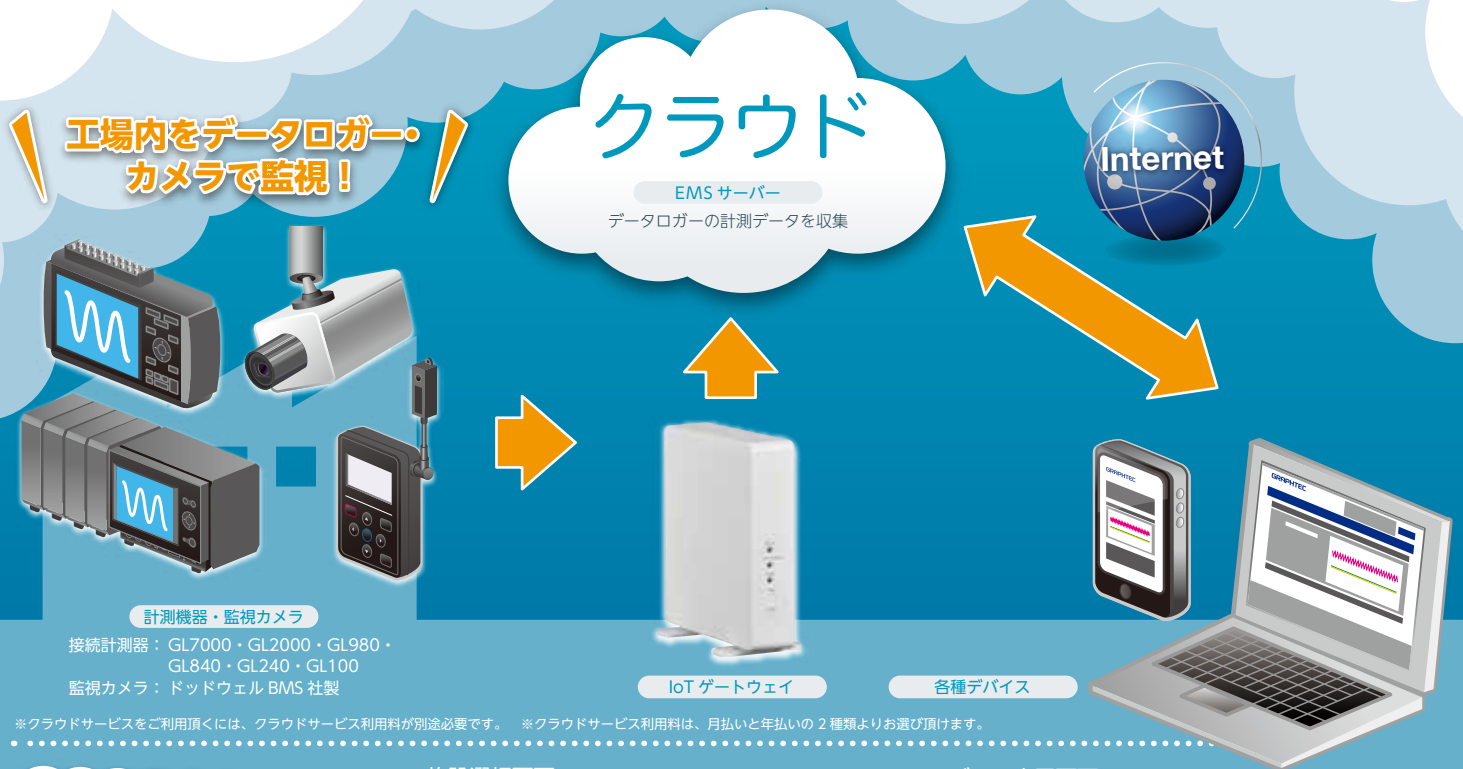 工場内をデータロガー・
カメラで監視！
クラウド
EMS サーバー
データロガーの計測データを収集
Internet
GRAPHTEC
GRAPHTEC
計測機器・監視カメラ
接続計測器： GL7000・GL2000・GL980・
GL840・GL240・GL100
監視カメラ： ドッドウェル BMS 社製
IoT ゲートウェイ
各種デバイス
※クラウドサービスをご利用頂くには、クラウドサービス利用料が別途必要です。 ※クラウドサービス利用料は、月払いと年払いの 2 種類よりお選び頂けます。